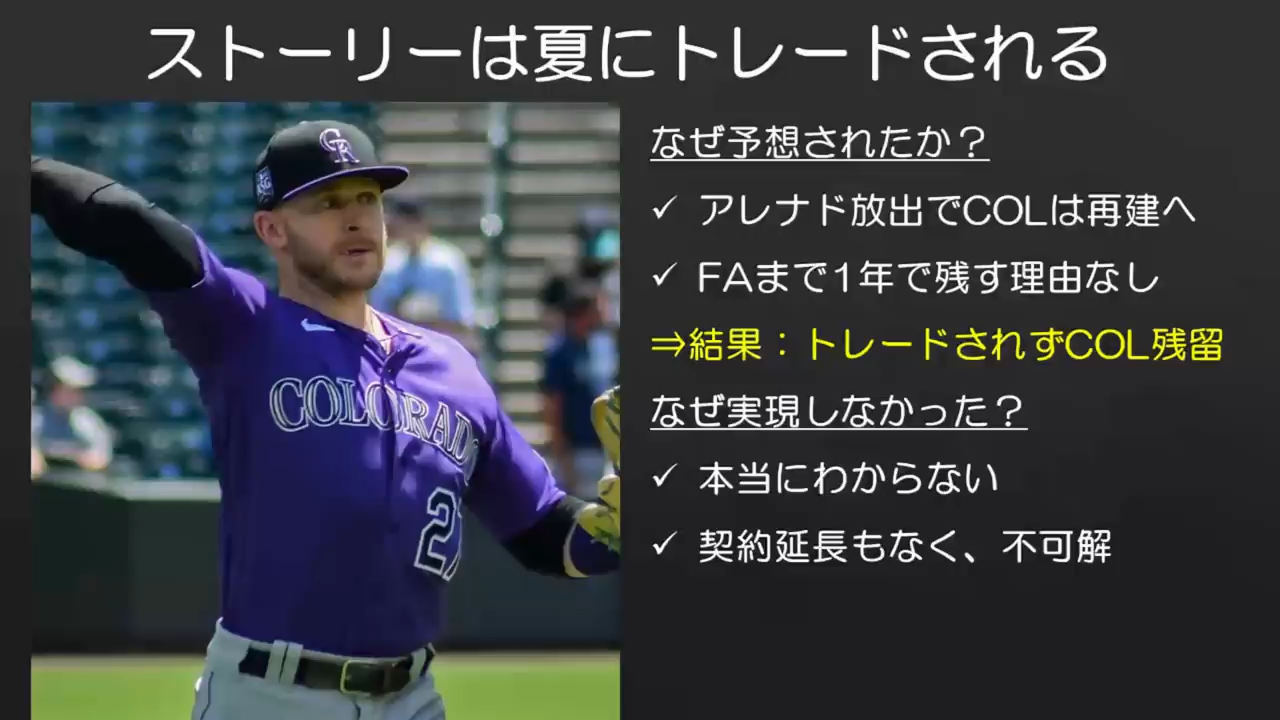 ストーリーは夏にトレードされる
なぜ予想されたか？
✓ アレナド放出でCOLは再建へ
✓ FAまで1年で残す理由なし
⇒結果：トレードされずCOL残留
なぜ実現しなかった？
✓ 本当にわからない
✓ 契約延長もなく、不可解
CR
COLORADO
27